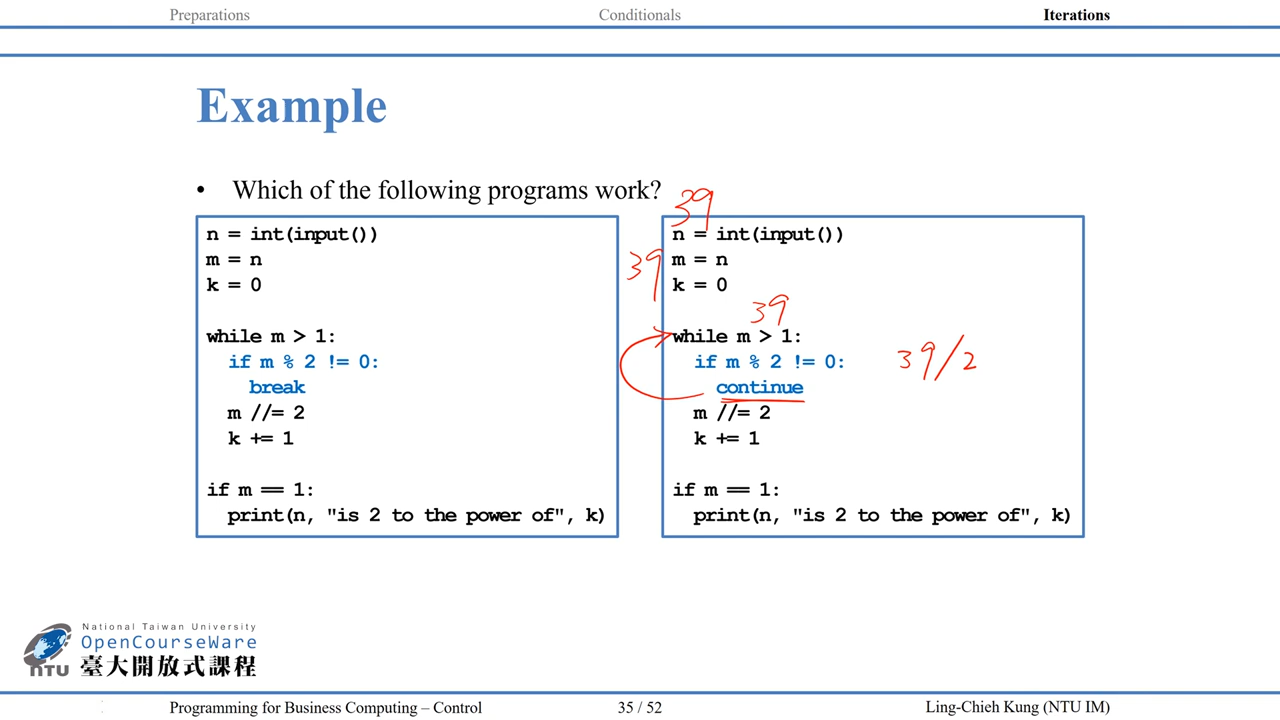 Preparations
Conditionals
Iterations
Example
• Which of the following programs work?
n = int(input())
m = n
k = 0
while m > 1:
if m % 2 != 0:
break
m //= 2
k += 1
if m == 1:
print(n, "is 2 to the power of", k)
39
39
n = int(input())
m = n
k = 0
39
while m > 1:
if m % 2 != 0:
39/2
continue
m //= 2
k += 1
if m == 1:
print(n, "is 2 to the power of", k)
National Taiwan University
OpenCourseWare
NTU 臺大開放式課程
Programming for Business Computing – Control
35 / 52
Ling-Chieh Kung (NTU IM)